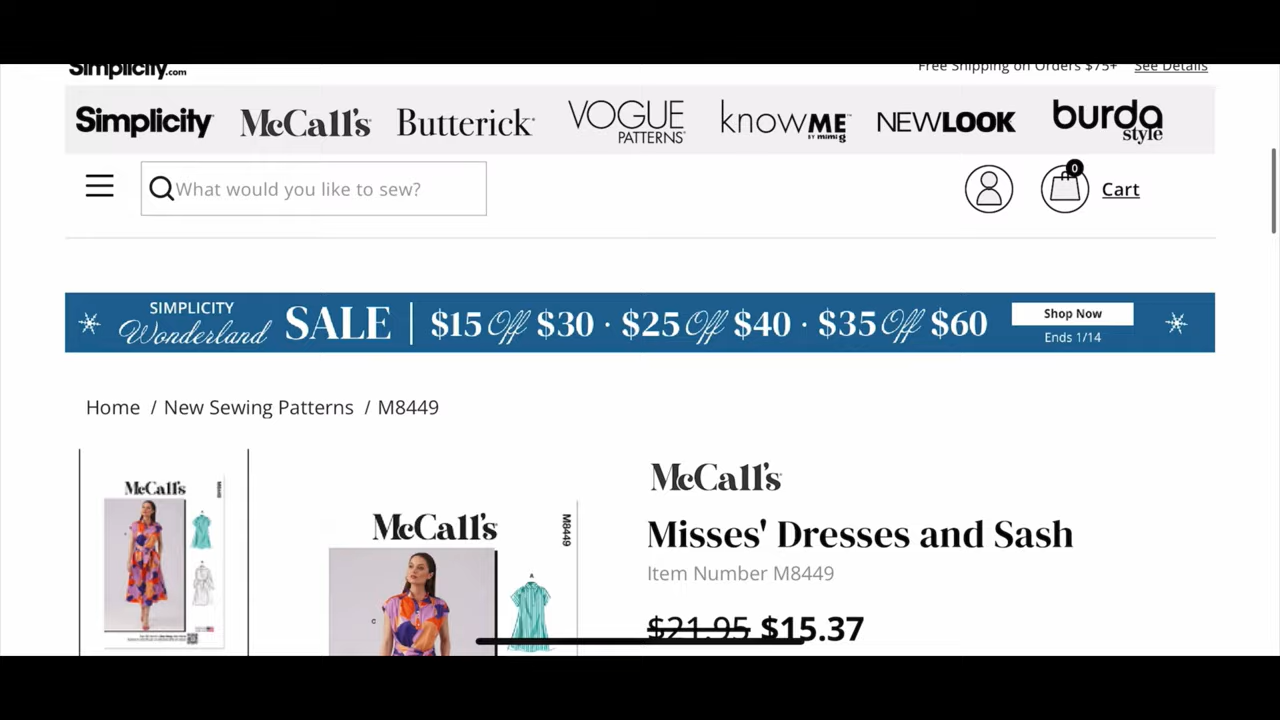 Simplicity.com
Free Shipping on Orders $75+ See Details
Simplicity McCall's Butterick VOGUE PATTERNS knowME BY mimi g NEWLOOK burda style
What would you like to sew?
0
Cart
SIMPLICITY Wonderland SALE $15 Off $30 · $25 Off $40 · $35 Off $60
Shop Now
Ends 1/14
Home / New Sewing Patterns / M8449
McCall's
M8449
McCall's
M8449
A
C
McCall's
Misses' Dresses and Sash
Item Number M8449
$21.95 $15.37